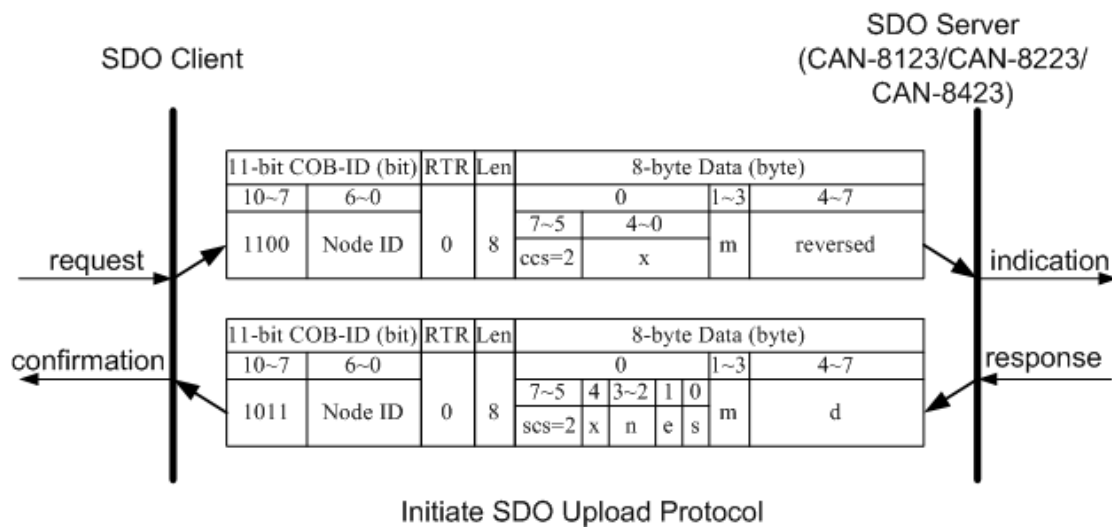 SDO Client
SDO Server
(CAN-8123/CAN-8223/
CAN-8423)
11-bit COB-ID (bit) RTR Len 8-byte Data (byte)
10~7 6~0 0 1~3 4~7
7~5 4~0
1100 Node ID 0 8 m reversed
ccs=2 x
request
indication
11-bit COB-ID (bit) RTR Len 8-byte Data (byte)
10~7 6~0 0 1~3 4~7
7~5 4 3~2 1 0
1011 Node ID 0 8 m d
scs=2 x n e s
confirmation
response
Initiate SDO Upload Protocol